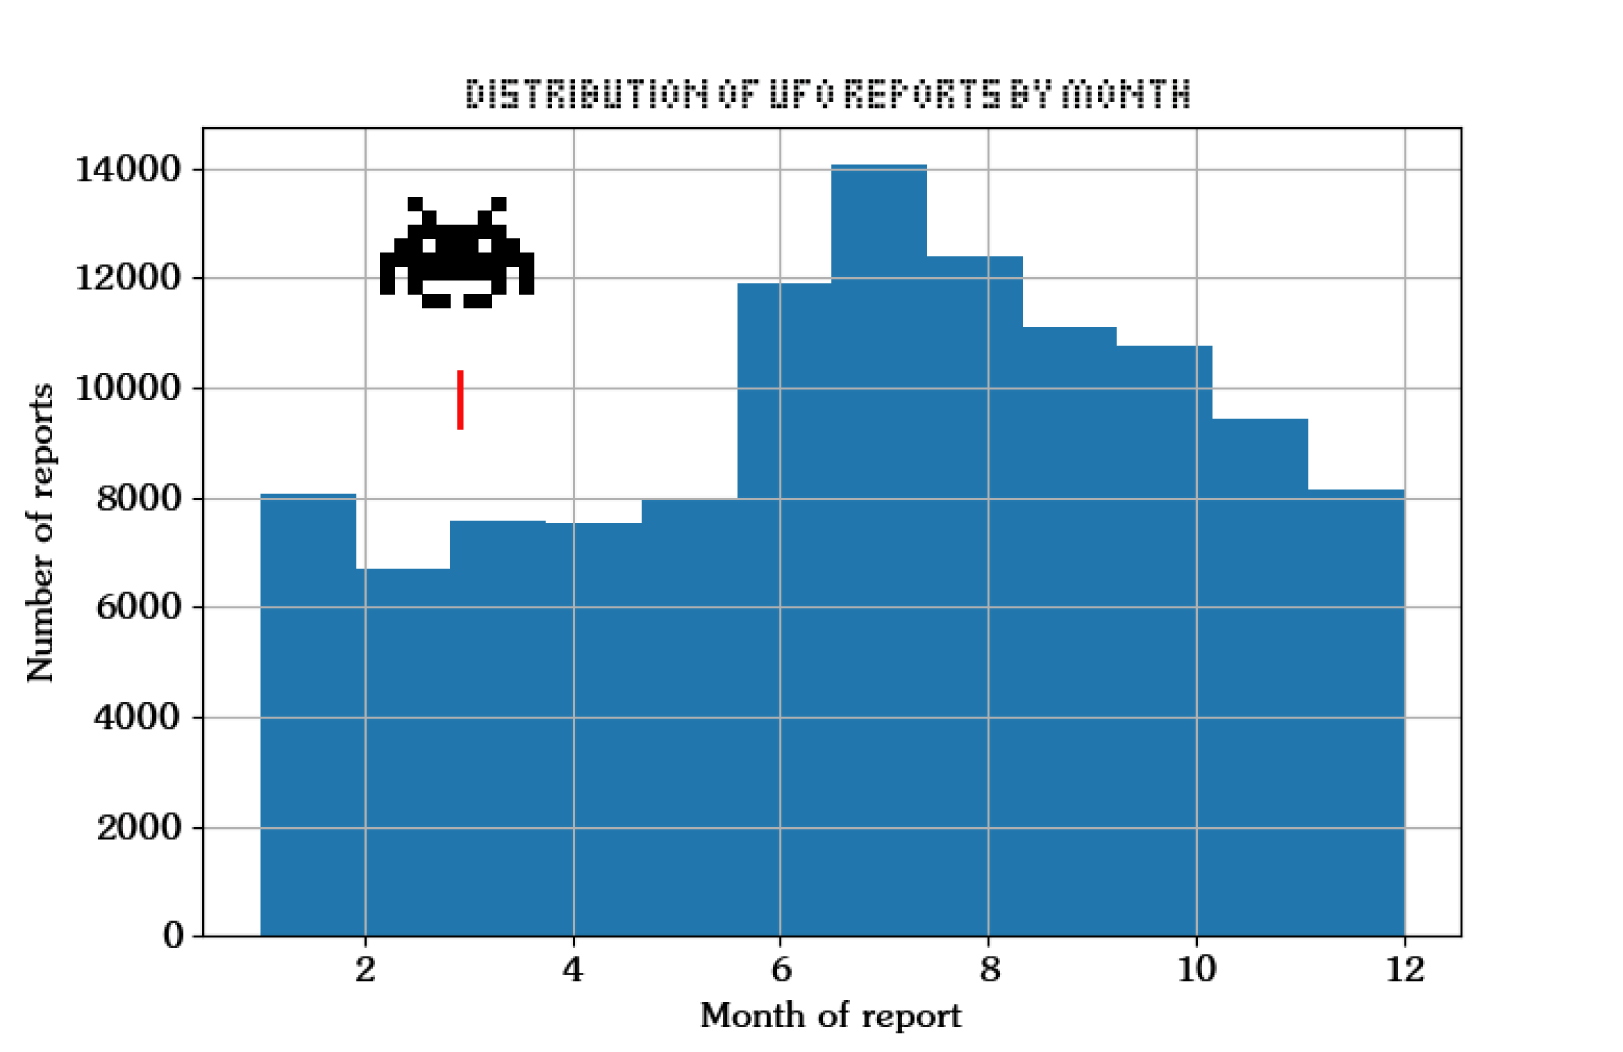 DISTRIBUTION OF UFO REPORTS BY MONTH
14000
12000
10000
8000
6000
4000
2000
0
Number of reports
2 4 6 8 10 12
Month of report